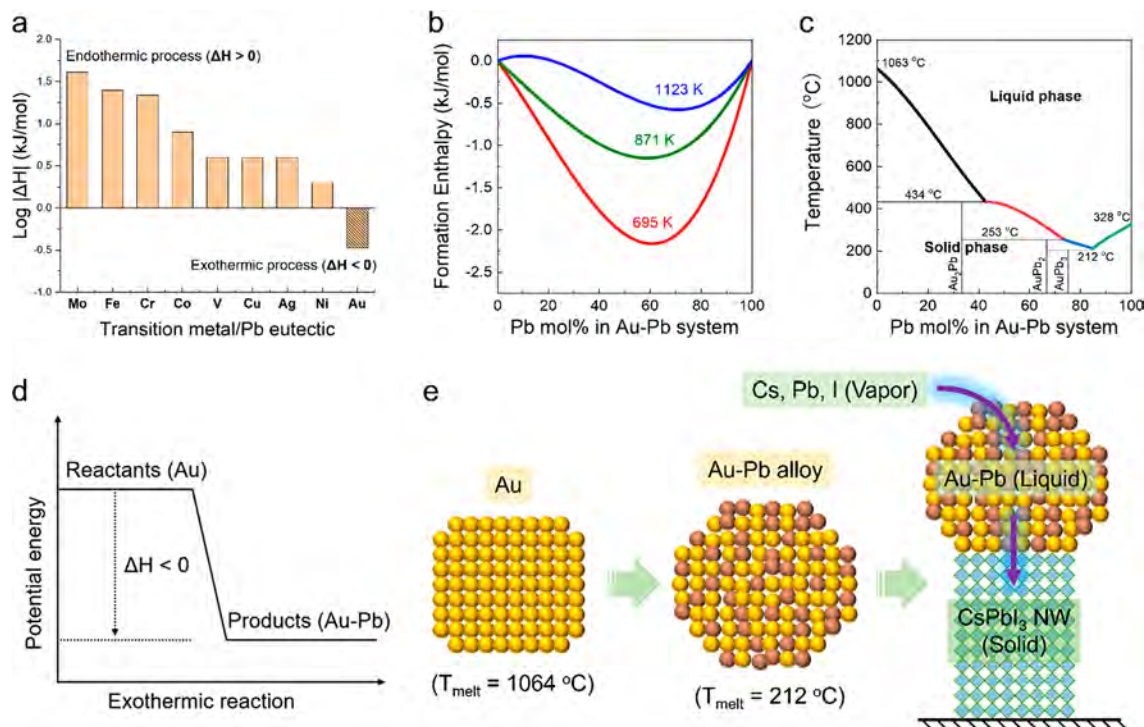 a
Log |ΔH| (kJ/mol)
2.0
1.5
1.0
0.5
0.0
-0.5
-1.0
Endothermic process (ΔH > 0)
Exothermic process (ΔH < 0)
Mo Fe Cr Co V Cu Ag Ni Au
Transition metal/Pb eutectic
b
Formation Enthalpy (kJ/mol)
0.0
-0.5
-1.0
-1.5
-2.0
-2.5
1123 K
871 K
695 K
0 20 40 60 80 100
Pb mol% in Au-Pb system
c
Temperature (°C)
1200
1000
800
600
400
200
0
1063 °C
Liquid phase
434 °C
328 °C
253 °C
Solid phase
212 °C
Au₂Pb
AuPb₂
AuPb₃
0 20 40 60 80 100
Pb mol% in Au-Pb system
d
Potential energy
Reactants (Au)
ΔH < 0
Products (Au-Pb)
Exothermic reaction
e
Cs, Pb, I (Vapor)
Au
Au-Pb alloy
Au-Pb (Liquid)
CsPbI₃ NW
(Solid)
(Tmelt = 1064 °C)
(Tmelt = 212 °C)